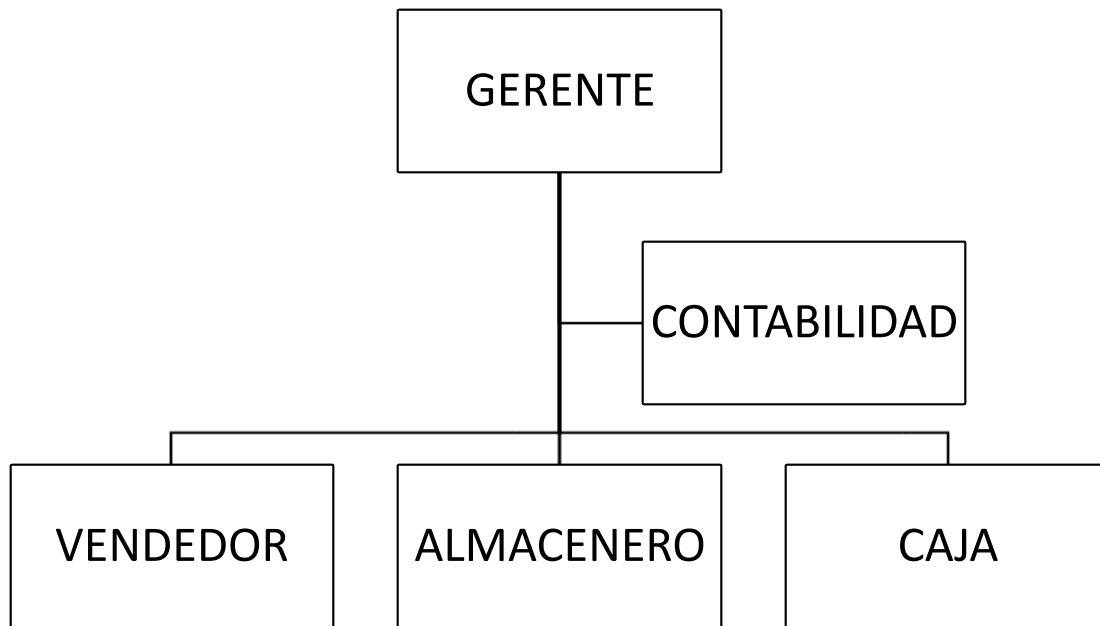 GERENTE
CONTABILIDAD
VENDEDOR
ALMACENERO
CAJA